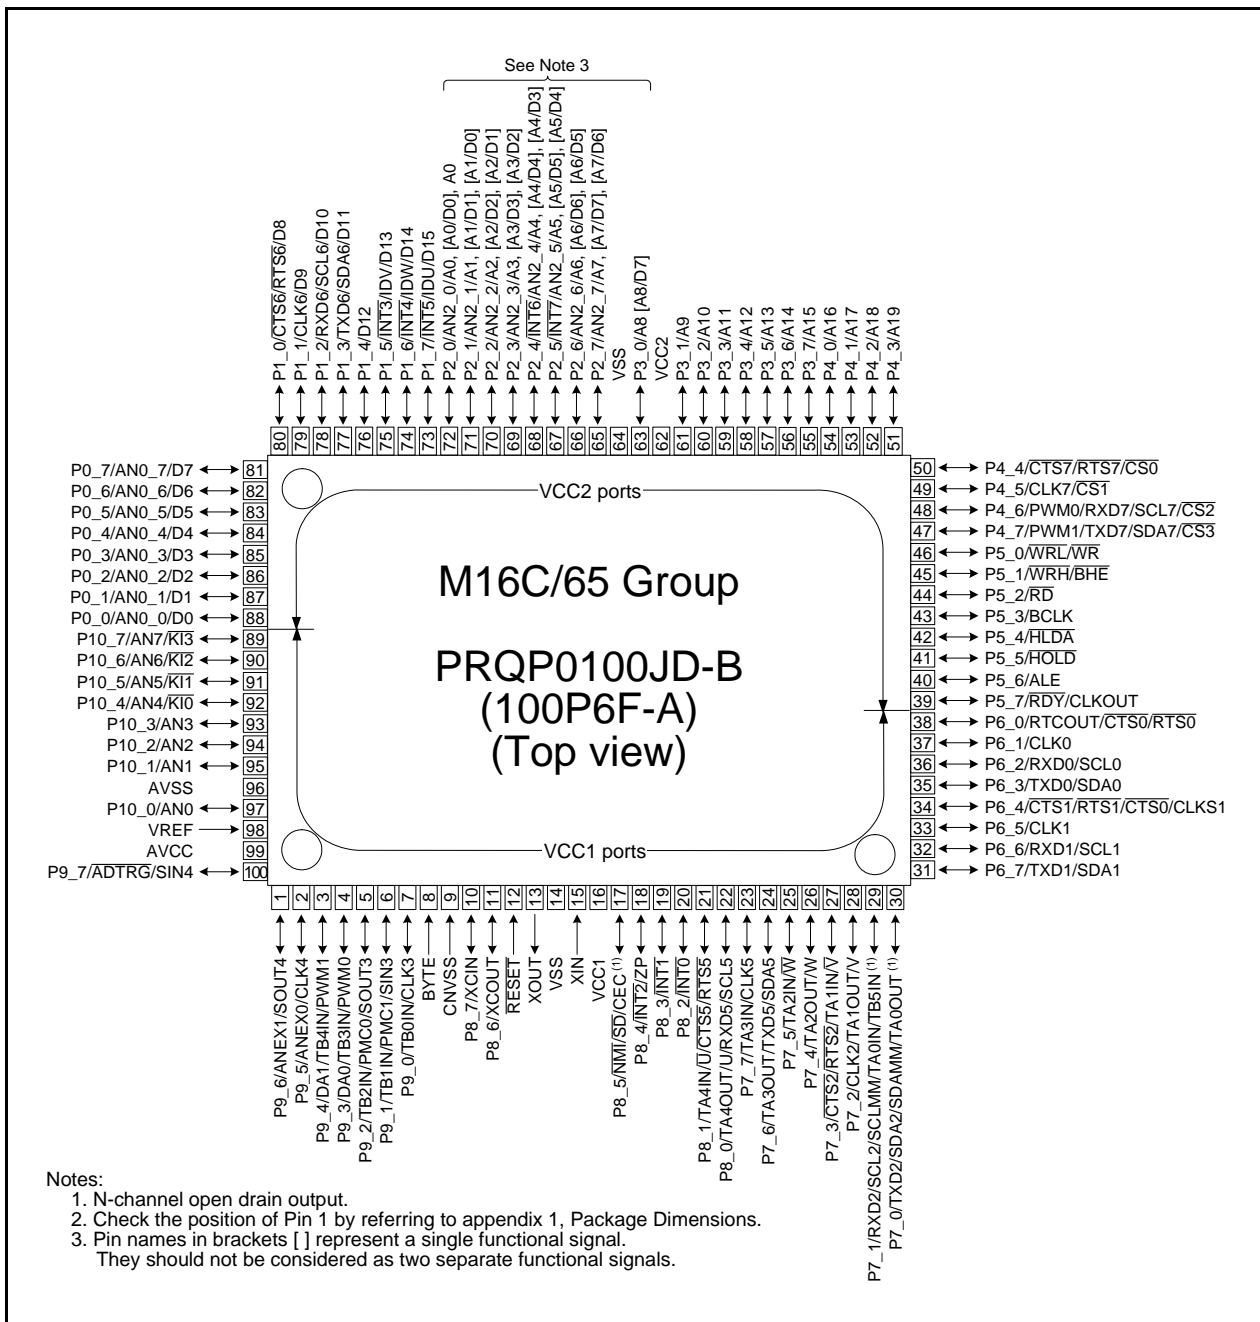 See Note 3
P1_0/CTS6/RTS6/D8
P1_1/CLK6/D9
P1_2/RXD6/SCL6/D10
P1_3/TXD6/SDA6/D11
P1_4/D12
P1_5/INT3/IDV/D13
P1_6/INT4/IDW/D14
P1_7/INT5/IDU/D15
P2_0/AN2_0/A0, [A0/D0], A0
P2_1/AN2_1/A1, [A1/D1], [A1/D0]
P2_2/AN2_2/A2, [A2/D2], [A2/D1]
P2_3/AN2_3/A3, [A3/D3], [A3/D2]
P2_4/INT6/AN2_4/A4, [A4/D4], [A4/D3]
P2_5/INT7/AN2_5/A5, [A5/D5], [A5/D4]
P2_6/AN2_6/A6, [A6/D6], [A6/D5]
P2_7/AN2_7/A7, [A7/D7], [A7/D6]
VSS
P3_0/A8 [A8/D7]
VCC2
P3_1/A9
P3_2/A10
P3_3/A11
P3_4/A12
P3_5/A13
P3_6/A14
P3_7/A15
P4_0/A16
P4_1/A17
P4_2/A18
P4_3/A19
80 79 78 77 76 75 74 73 72 71 70 69 68 67 66 65 64 63 62 61 60 59 58 57 56 55 54 53 52 51
P0_7/AN0_7/D7 81
P0_6/AN0_6/D6 82
P0_5/AN0_5/D5 83
P0_4/AN0_4/D4 84
P0_3/AN0_3/D3 85
P0_2/AN0_2/D2 86
P0_1/AN0_1/D1 87
P0_0/AN0_0/D0 88
P10_7/AN7/KI3 89
P10_6/AN6/KI2 90
P10_5/AN5/KI1 91
P10_4/AN4/KI0 92
P10_3/AN3 93
P10_2/AN2 94
P10_1/AN1 95
AVSS 96
P10_0/AN0 97
VREF 98
AVCC 99
P9_7/ADTRG/SIN4 100
VCC2 ports
M16C/65 Group
PRQP0100JD-B
(100P6F-A)
(Top view)
VCC1 ports
50 P4_4/CTS7/RTS7/CS0
49 P4_5/CLK7/CS1
48 P4_6/PWM0/RXD7/SCL7/CS2
47 P4_7/PWM1/TXD7/SDA7/CS3
46 P5_0/WRL/WR
45 P5_1/WRH/BHE
44 P5_2/RD
43 P5_3/BCLK
42 P5_4/HLDA
41 P5_5/HOLD
40 P5_6/ALE
39 P5_7/RDY/CLKOUT
38 P6_0/RTCOUT/CTS0/RTS0
37 P6_1/CLK0
36 P6_2/RXD0/SCL0
35 P6_3/TXD0/SDA0
34 P6_4/CTS1/RTS1/CTS0/CLKS1
33 P6_5/CLK1
32 P6_6/RXD1/SCL1
31 P6_7/TXD1/SDA1
1 2 3 4 5 6 7 8 9 10 11 12 13 14 15 16 17 18 19 20 21 22 23 24 25 26 27 28 29 30
P9_6/ANEX1/SOUT4
P9_5/ANEX0/CLK4
P9_4/DA1/TB4IN/PWM1
P9_3/DA0/TB3IN/PWM0
P9_2/TB2IN/PMC0/SOUT3
P9_1/TB1IN/PMC1/SIN3
P9_0/TB0IN/CLK3
BYTE
CNVSS
P8_7/XCIN
P8_6/XCOUT
RESET
XOUT
VSS
XIN
VCC1
P8_5/NMI/SD/CEC (1)
P8_4/INT2/ZP
P8_3/INT1
P8_2/INT0
P8_1/TA4IN/U/CTS5/RTS5
P8_0/TA4OUT/U/RXD5/SCL5
P7_7/TA3IN/CLK5
P7_6/TA3OUT/TXD5/SDA5
P7_5/TA2IN/W
P7_4/TA2OUT/W
P7_3/CTS2/RTS2/TA1IN/V
P7_2/CLK2/TA1OUT/V
P7_1/RXD2/SCL2/SCLMM/TA0IN/TB5IN (1)
P7_0/TXD2/SDA2/SDAMM/TA0OUT (1)
Notes:
1. N-channel open drain output.
2. Check the position of Pin 1 by referring to appendix 1, Package Dimensions.
3. Pin names in brackets [ ] represent a single functional signal.
They should not be considered as two separate functional signals.